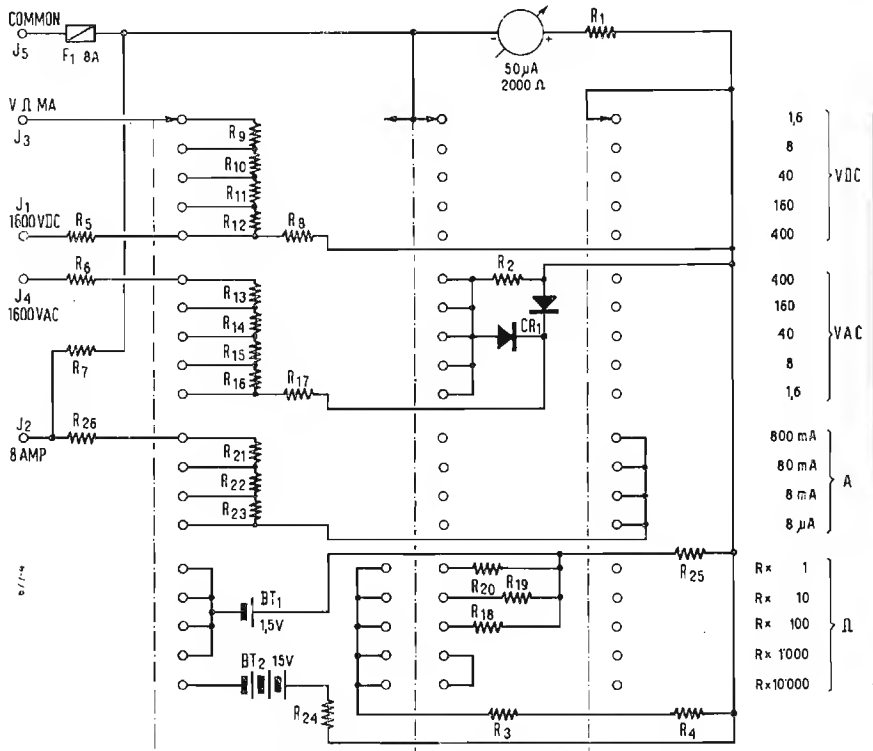 COMMON
J5
F1 8A
-
+
R1
50µA
2000 Ω
V Ω MA
J3
R9
R10
R11
R12
J1
1600VDC
R5
R8
1,6
8
40
160
400
VDC
J4
1600VAC
R6
R13
R14
R15
R16
R17
R2
CR1
400
160
40
8
1,6
VAC
R7
J2
8 AMP
R26
R21
R22
R23
800 mA
80 mA
8 mA
8 µA
A
BT1
1,5V
BT2 15V
R24
R20
R19
R18
R25
R3
R4
R× 1
R× 10
R× 100
R× 1'000
R×10'000
Ω